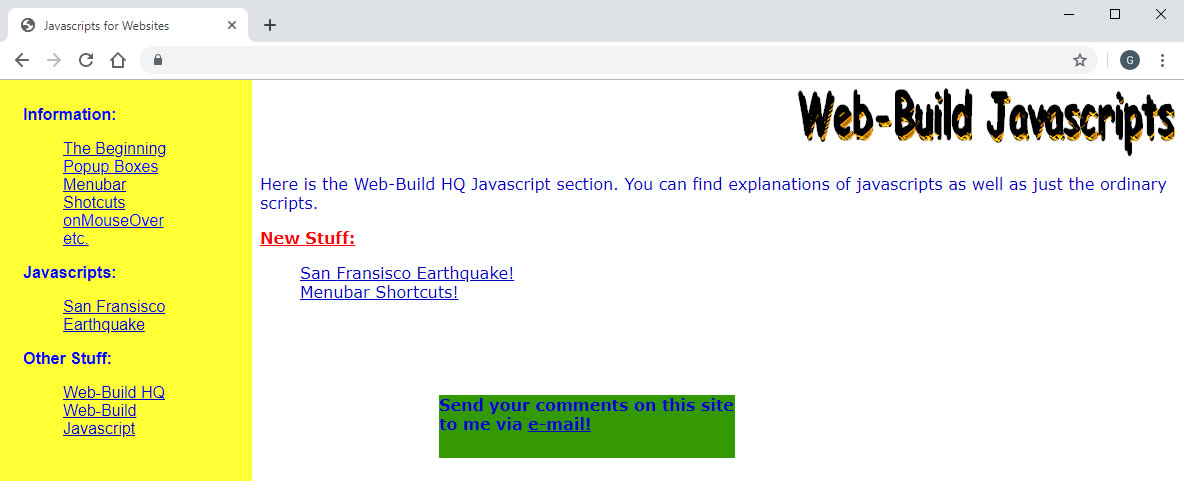 Javascripts for Websites
G
Information:
The Beginning
Popup Boxes
Menubar
Shotcuts
onMouseOver
etc.
Javascripts:
San Fransisco
Earthquake
Other Stuff:
Web-Build HQ
Web-Build
Javascript
Web-Build Javascripts
Here is the Web-Build HQ Javascript section. You can find explanations of javascripts as well as just the ordinary
scripts.
New Stuff:
San Fransisco Earthquake!
Menubar Shortcuts!
Send your comments on this site
to me via e-mail!